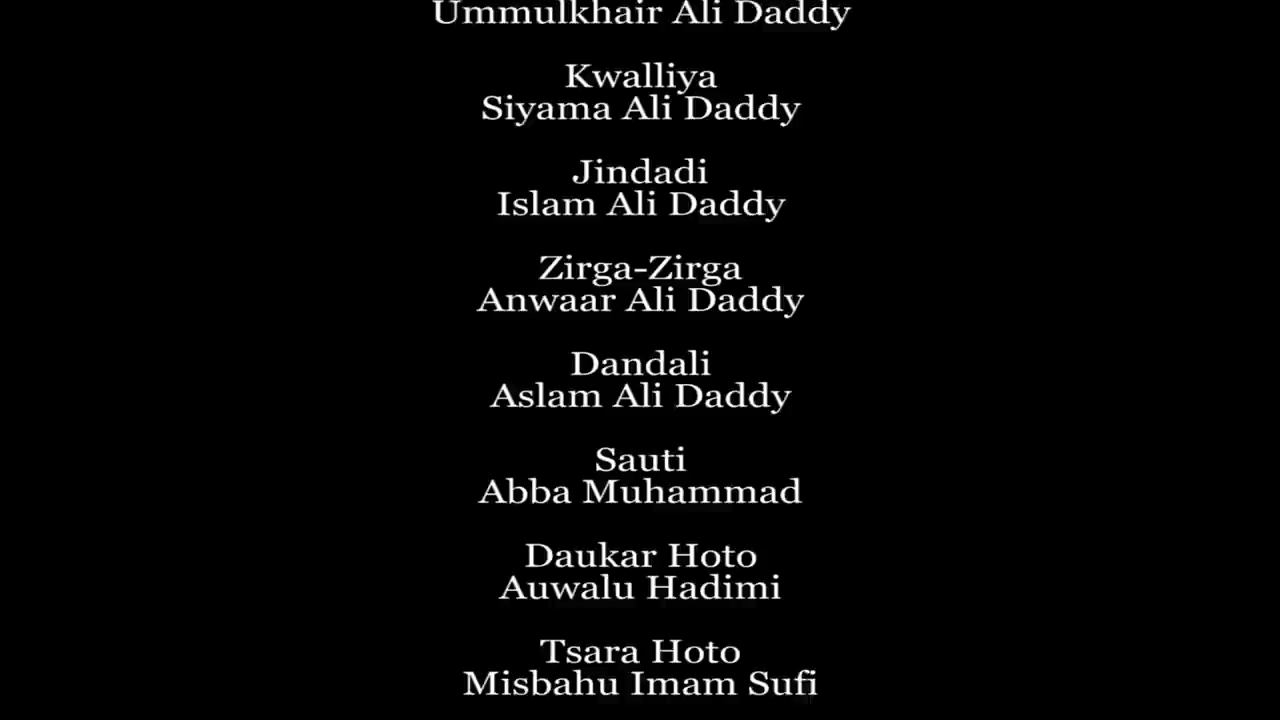 Ummulkhair Ali Daddy
Kwalliya
Siyama Ali Daddy
Jindadi
Islam Ali Daddy
Zirga-Zirga
Anwaar Ali Daddy
Dandali
Aslam Ali Daddy
Sauti
Abba Muhammad
Daukar Hoto
Auwalu Hadimi
Tsara Hoto
Misbahu Imam Sufi